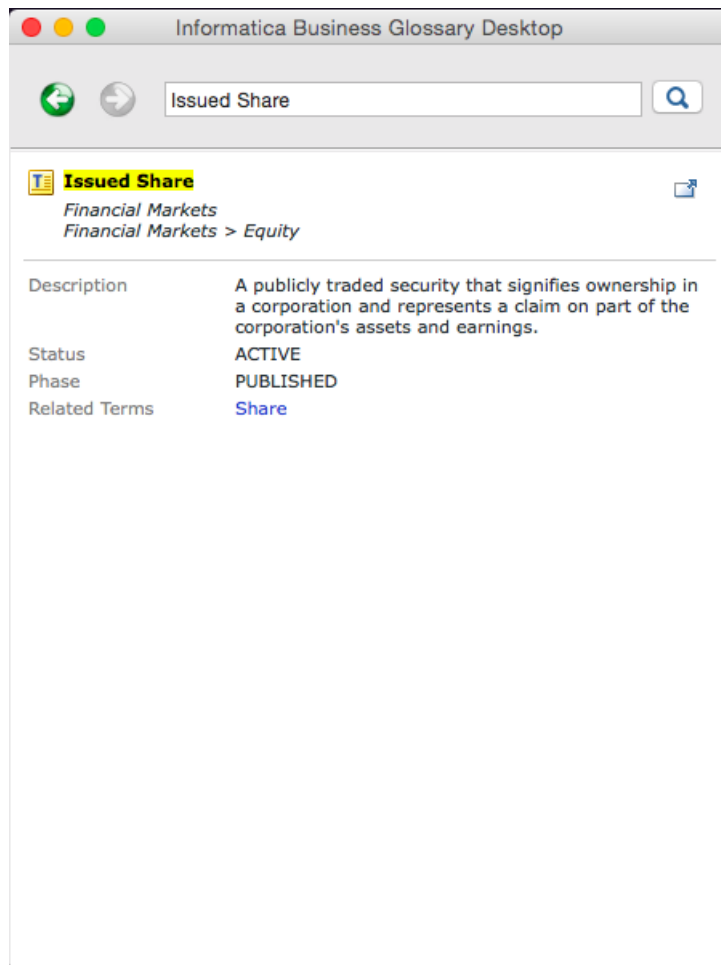 Informatica Business Glossary Desktop
Issued Share
T
Issued Share
Financial Markets
Financial Markets > Equity
Description
A publicly traded security that signifies ownership in
a corporation and represents a claim on part of the
corporation's assets and earnings.
Status
ACTIVE
Phase
PUBLISHED
Related Terms
Share